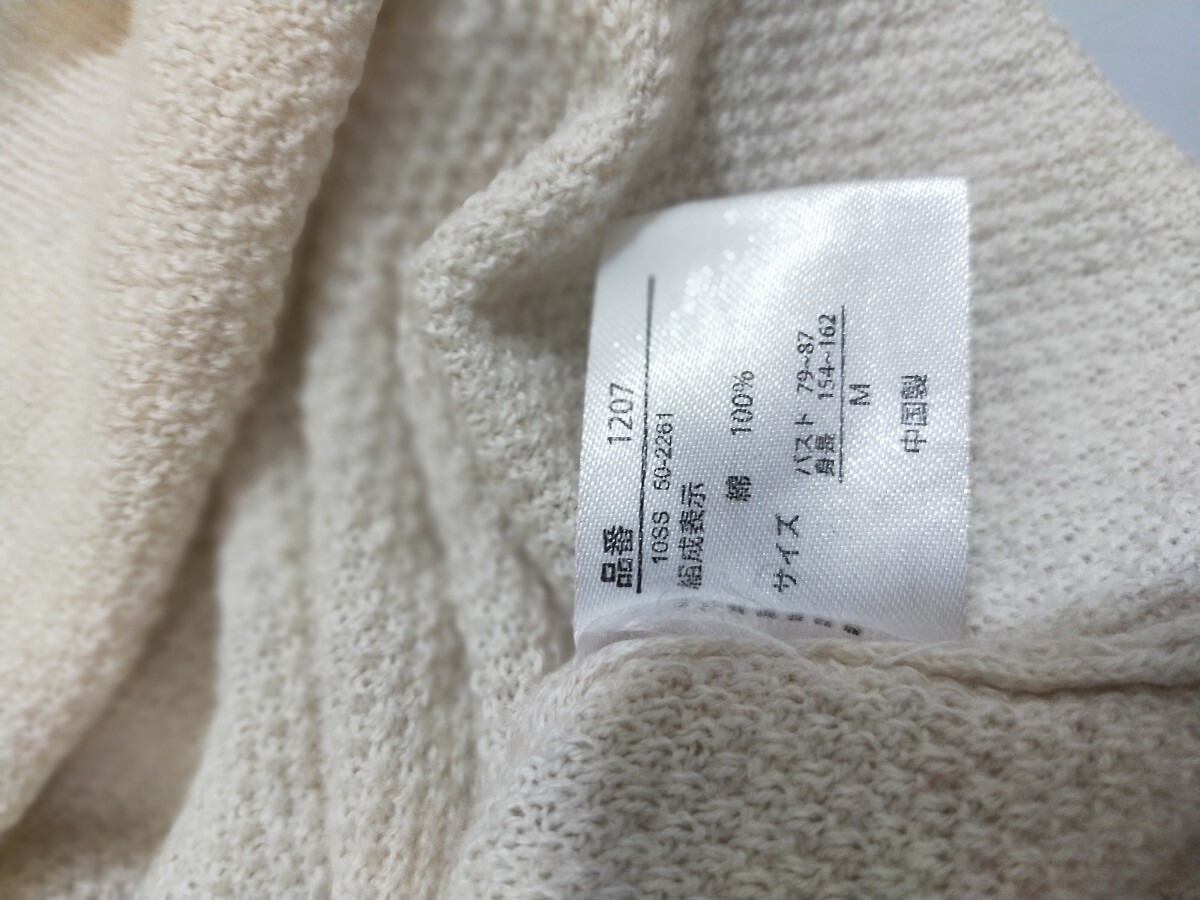 品番 1207
10SS 50-2261
組成表示
綿 100%
サイズ
バスト 79~87
身長 154~162
M
中国製